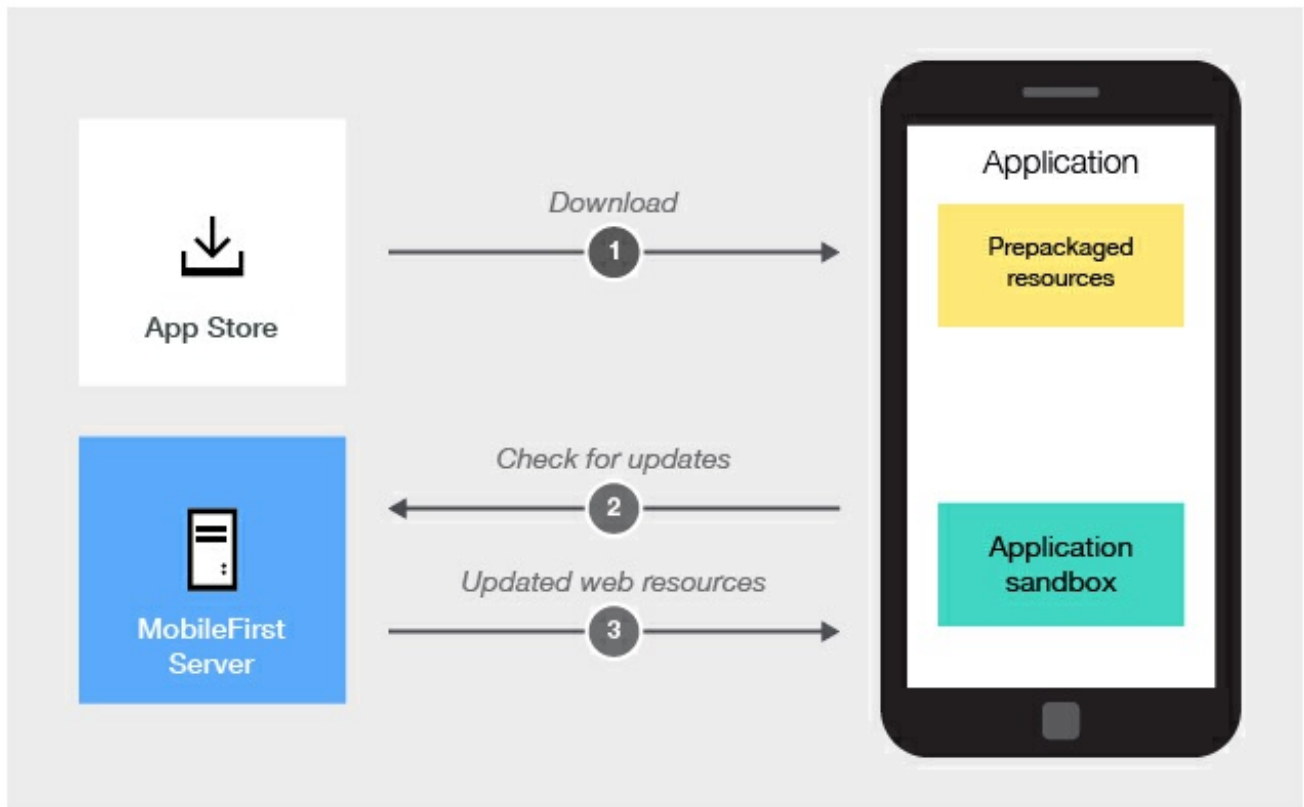 App Store
Download
1
Application
Prepackaged
resources
MobileFirst
Server
Check for updates
2
Updated web resources
3
Application
sandbox